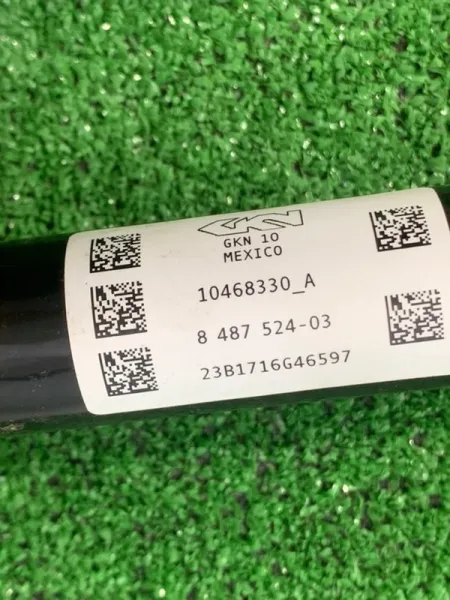 GKN
GKN 10
MEXICO
10468330_A
8 487 524-03
23B1716G46597